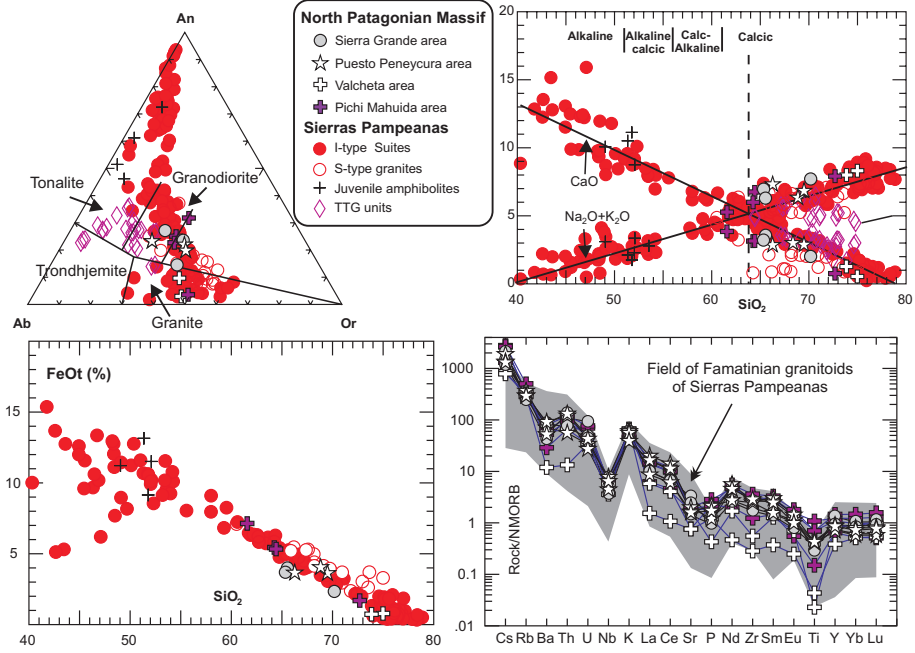 An
Tonalite
Granodiorite
Trondhjemite
Granite
Ab
Or
North Patagonian Massif
Sierra Grande area
Puesto Peneycura area
Valcheta area
Pichi Mahuida area
Sierras Pampeanas
I-type Suites
S-type granites
Juvenile amphibolites
TTG units
Alkaline
Alkaline calcic
Calc-Alkaline
Calcic
20
15
10
5
0
CaO
Na₂O+K₂O
40 50 60 70 80
SiO₂
FeOt (%)
15
10
5
SiO₂
40 50 60 70 80
Field of Famatinian granitoids
of Sierras Pampeanas
Rock/NMORB
1000
100
10
1
0.1
.01
Cs Rb Ba Th U Nb K La Ce Sr P Nd Zr Sm Eu Ti Y Yb Lu